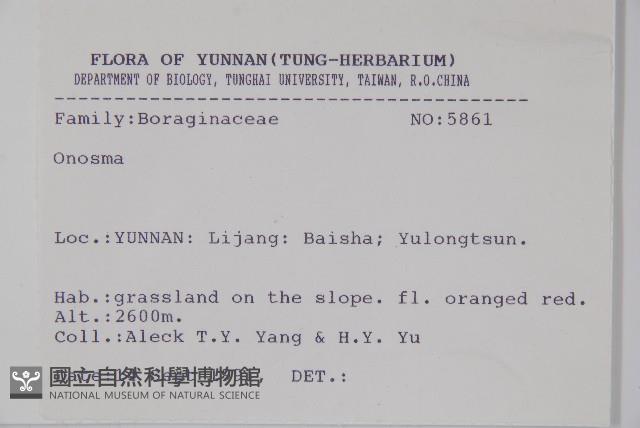 FLORA OF YUNNAN(TUNG-HERBARIUM)
DEPARTMENT OF BIOLOGY, TUNGHAI UNIVERSITY, TAIWAN, R.O.CHINA
Family:Boraginaceae NO:5861
Onosma
Loc.:YUNNAN: Lijang: Baisha; Yulongtsun.
Hab.:grassland on the slope. fl. oranged red.
Alt.:2600m.
Coll.:Aleck T.Y. Yang & H.Y. Yu
DET.:
國立自然科學博物館
NATIONAL MUSEUM OF NATURAL SCIENCE